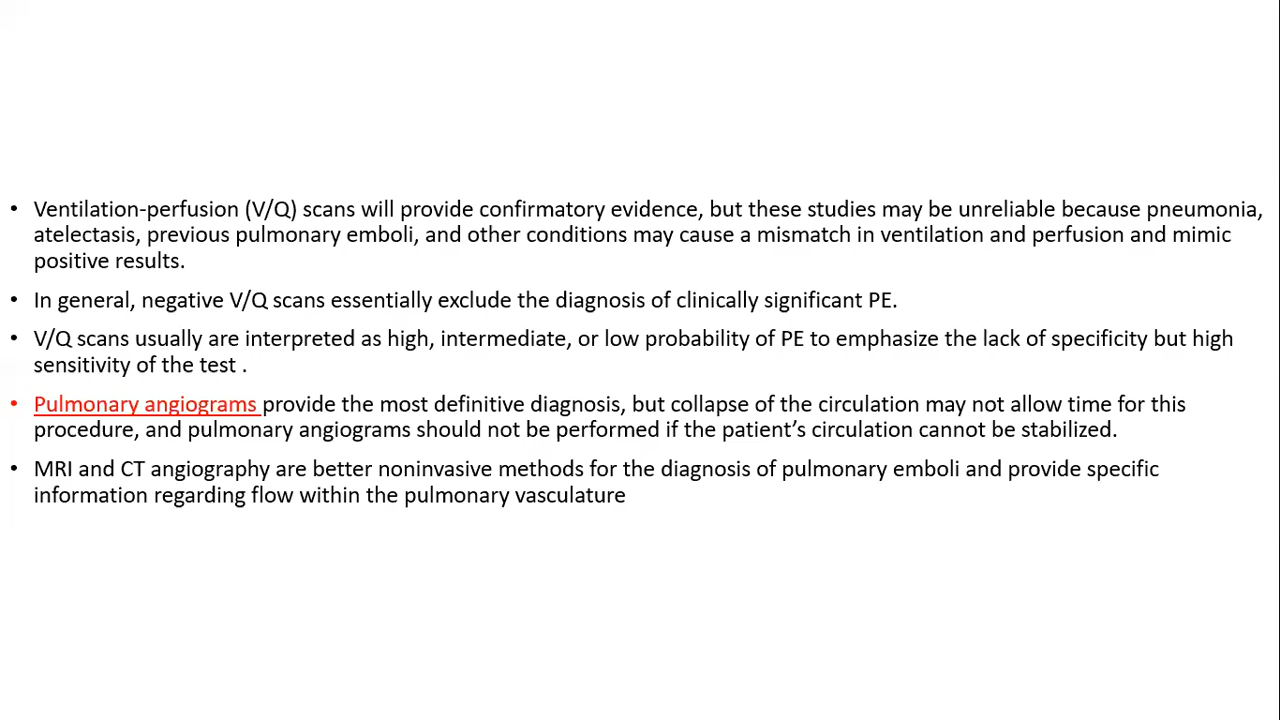 • Ventilation-perfusion (V/Q) scans will provide confirmatory evidence, but these studies may be unreliable because pneumonia,
atelectasis, previous pulmonary emboli, and other conditions may cause a mismatch in ventilation and perfusion and mimic
positive results.
• In general, negative V/Q scans essentially exclude the diagnosis of clinically significant PE.
• V/Q scans usually are interpreted as high, intermediate, or low probability of PE to emphasize the lack of specificity but high
sensitivity of the test .
• Pulmonary angiograms provide the most definitive diagnosis, but collapse of the circulation may not allow time for this
procedure, and pulmonary angiograms should not be performed if the patient’s circulation cannot be stabilized.
• MRI and CT angiography are better noninvasive methods for the diagnosis of pulmonary emboli and provide specific
information regarding flow within the pulmonary vasculature